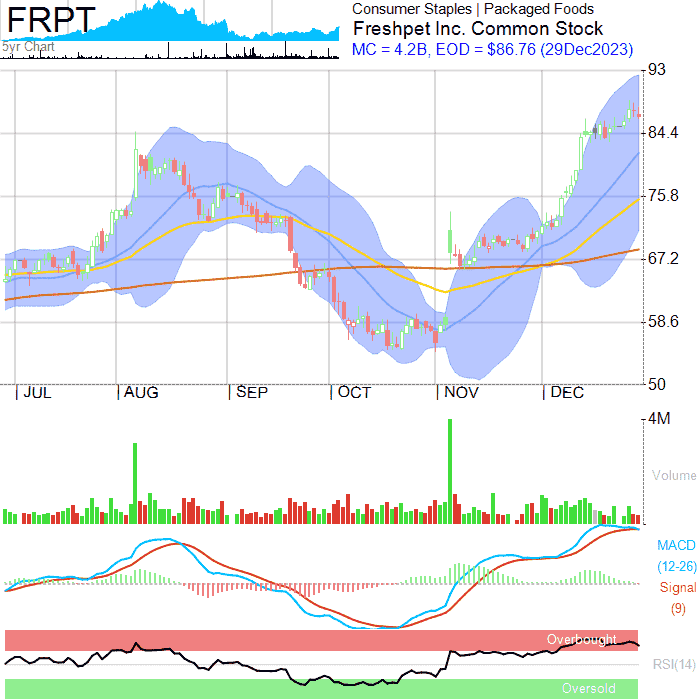 FRPT
5yr Chart
Consumer Staples | Packaged Foods
Freshpet Inc. Common Stock
MC = 4.2B, EOD = $86.76 (29Dec2023)
93
84.4
75.8
67.2
58.6
50
|JUL |AUG |SEP |OCT |NOV |DEC
4M
Volume
MACD
(12-26)
Signal
(9)
Overbought
RSI(14)
Oversold